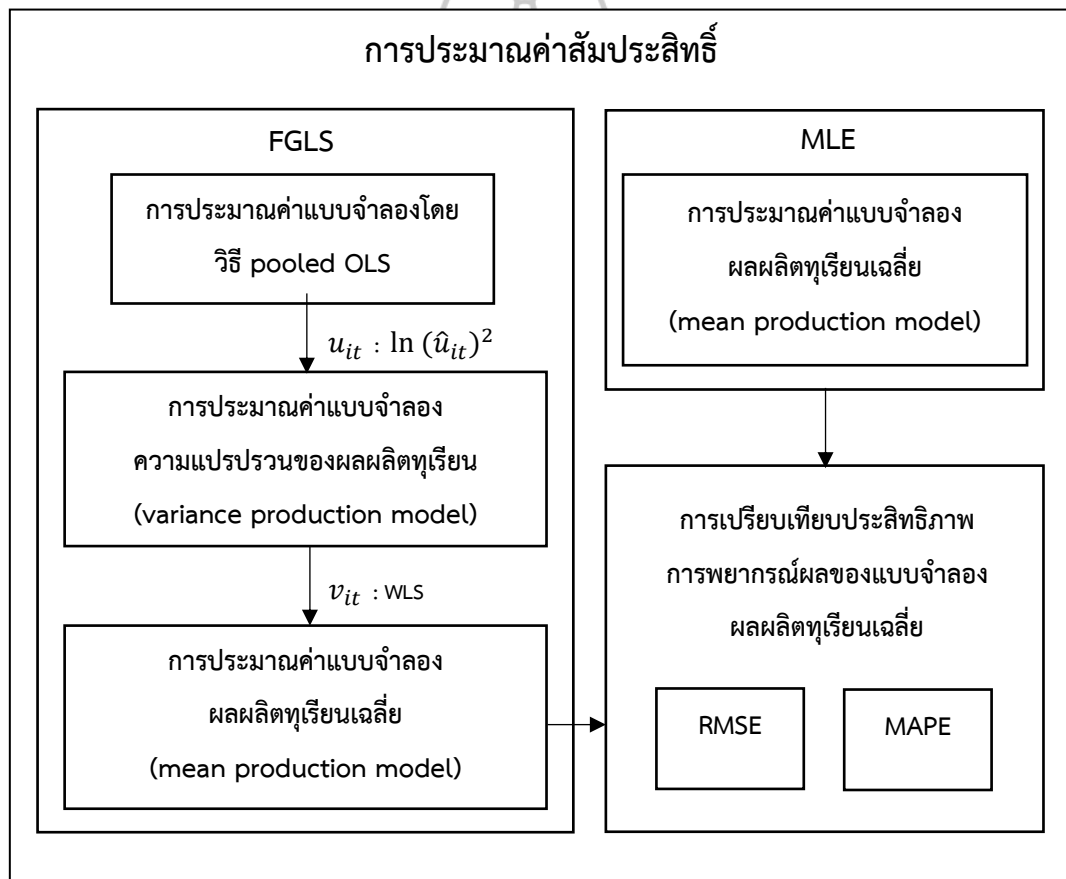 การประมาณค่าสัมประสิทธิ์
FGLS
การประมาณค่าแบบจำลองโดย
วิธี pooled OLS
u_{it} : ln (û_{it})²
การประมาณค่าแบบจำลอง
ความแปรปรวนของผลผลิตทุเรียน
(variance production model)
v_{it} : WLS
การประมาณค่าแบบจำลอง
ผลผลิตทุเรียนเฉลี่ย
(mean production model)
MLE
การประมาณค่าแบบจำลอง
ผลผลิตทุเรียนเฉลี่ย
(mean production model)
การเปรียบเทียบประสิทธิภาพ
การพยากรณ์ผลของแบบจำลอง
ผลผลิตทุเรียนเฉลี่ย
RMSE
MAPE